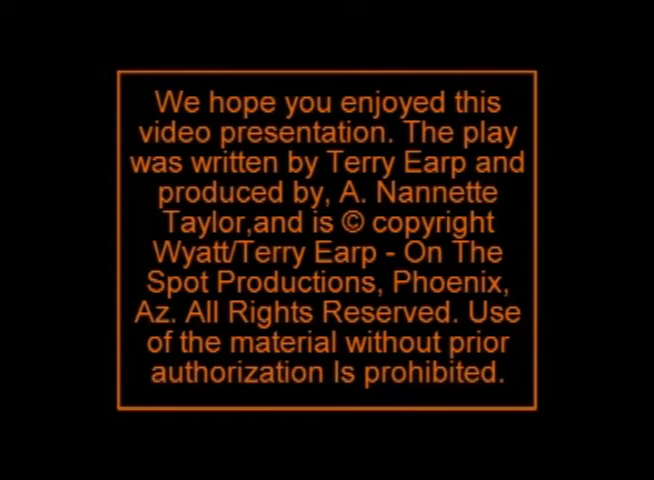 We hope you enjoyed this
video presentation. The play
was written by Terry Earp and
produced by, A. Nannette
Taylor,and is © copyright
Wyatt/Terry Earp - On The
Spot Productions, Phoenix,
Az. All Rights Reserved. Use
of the material without prior
authorization Is prohibited.